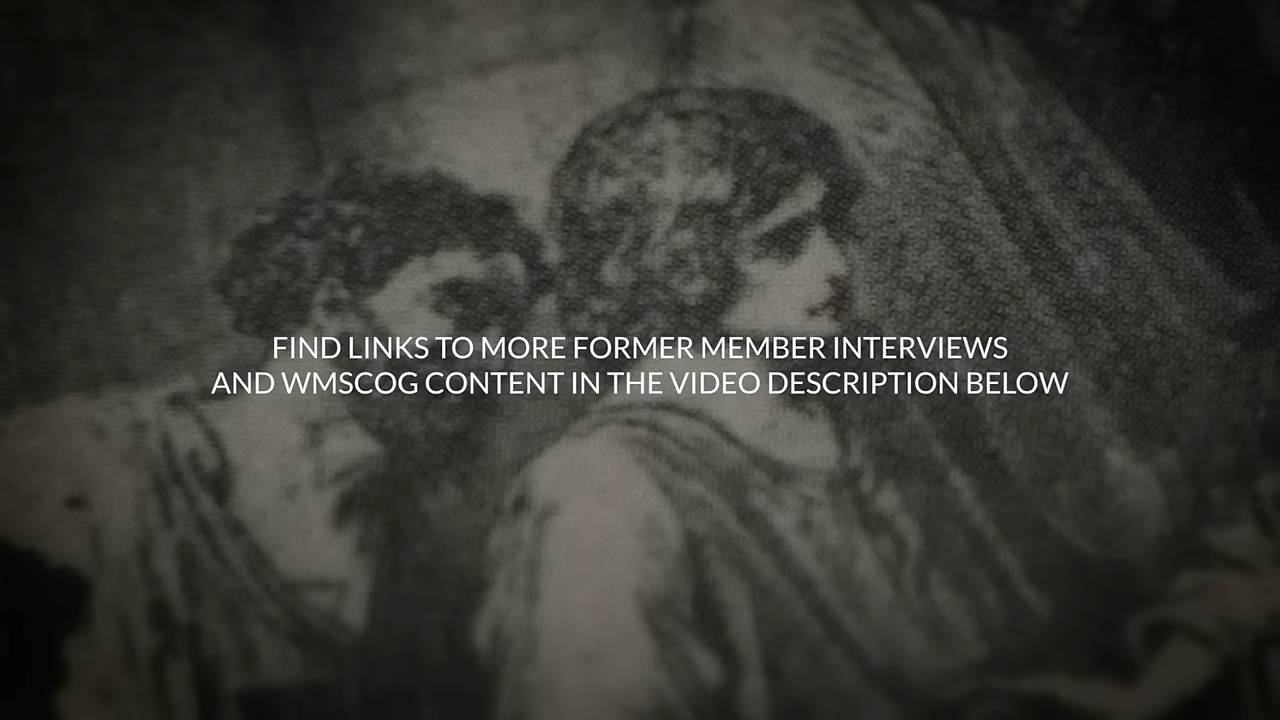 FIND LINKS TO MORE FORMER MEMBER INTERVIEWS
AND WMSCOG CONTENT IN THE VIDEO DESCRIPTION BELOW